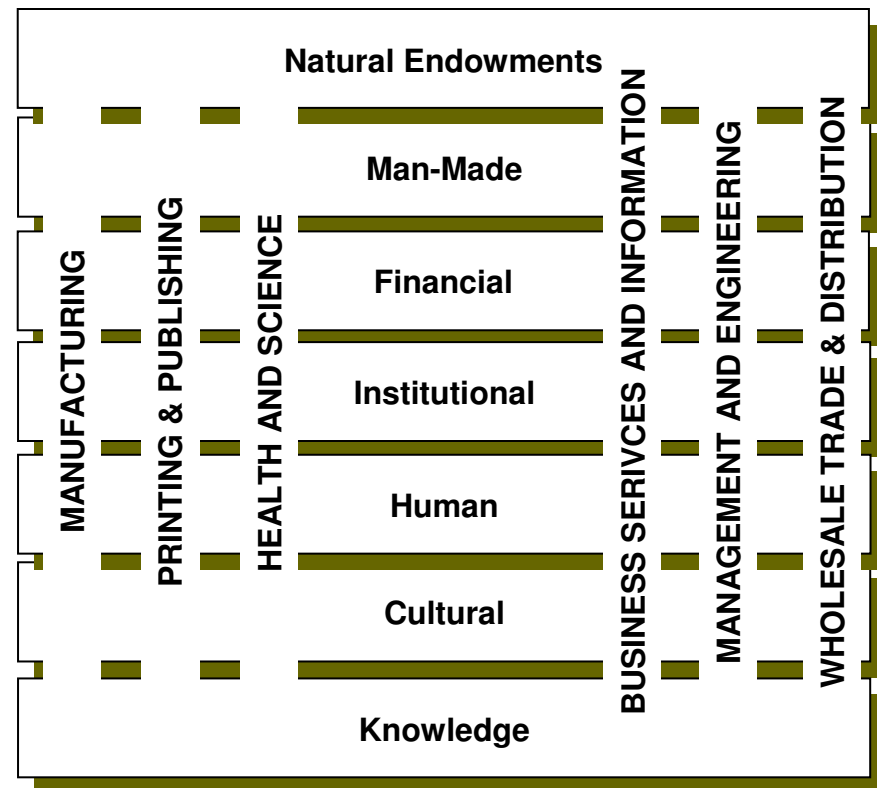 Natural Endowments
Man-Made
Financial
Institutional
Human
Cultural
Knowledge
MANUFACTURING
PRINTING & PUBLISHING
HEALTH AND SCIENCE
BUSINESS SERIVCES AND INFORMATION
MANAGEMENT AND ENGINEERING
WHOLESALE TRADE & DISTRIBUTION